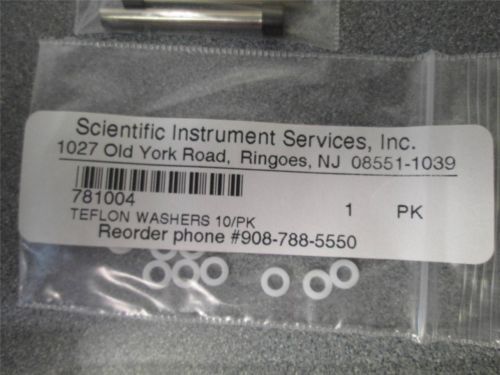 Scientific Instrument Services, Inc.
1027 Old York Road, Ringoes, NJ 08551-1039
781004 1 PK
TEFLON WASHERS 10/PK
Reorder phone #908-788-5550